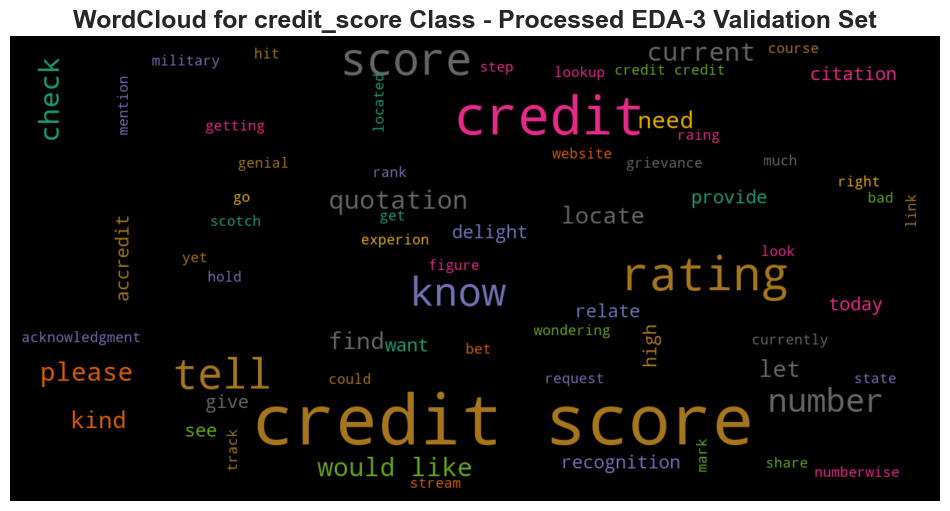 WordCloud for credit_score Class - Processed EDA-3 Validation Set
score
current
course
hit
military
step
lookup
credit credit
citation
check
mention
located
credit
need
getting
raing
website
genial
grievance
much
rank
right
go
quotation
provide
bad
link
get
locate
scotch
accredit
experion
delight
yet
look
figure
rating
hold
know
relate
today
acknowledgment
wondering
find
want
bet
high
currently
please
tell
could
request
let
state
give
credit score
number
kind
see
track
would like
recognition
mark
share
numberwise
stream